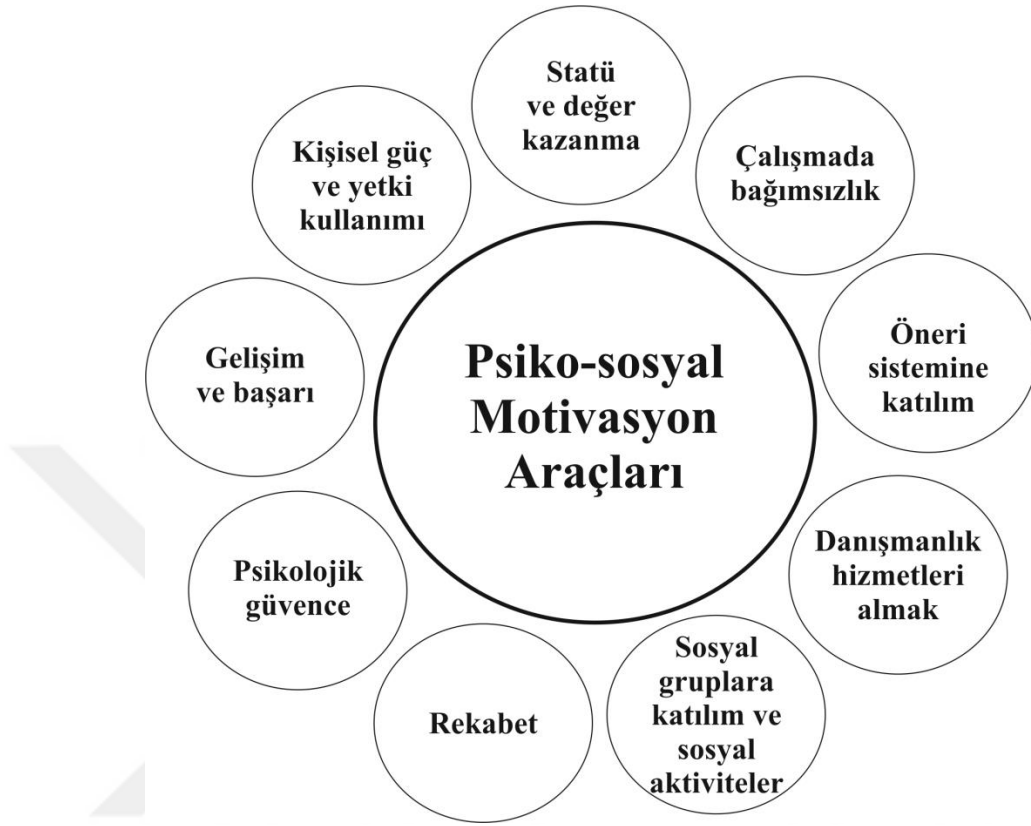 Statü
ve değer
kazanma
Çalışmada
bağımsızlık
Öneri
sistemine
katılım
Danışmanlık
hizmetleri
almak
Sosyal
gruplara
katılım ve
sosyal
aktiviteler
Rekabet
Psikolojik
güvence
Gelişim
ve başarı
Kişisel güç
ve yetki
kullanımı
Psiko-sosyal
Motivasyon
Araçları